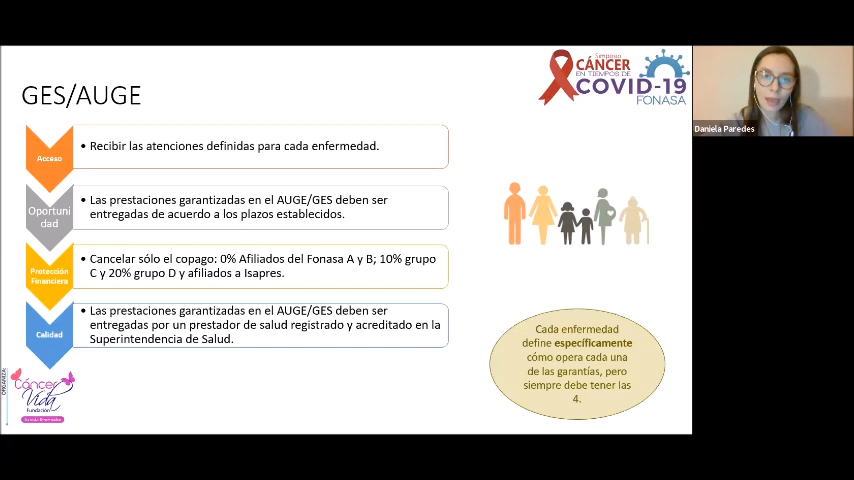 Simposio
CÁNCER
EN TIEMPOS DE
COVID-19
FONASA
GES/AUGE
Daniela Paredes
Acceso
• Recibir las atenciones definidas para cada enfermedad.
Oportuni
dad
• Las prestaciones garantizadas en el AUGE/GES deben ser
entregadas de acuerdo a los plazos establecidos.
Protección
Financiera
• Cancelar sólo el copago: 0% Afiliados del Fonasa A y B; 10% grupo
C y 20% grupo D y afiliados a Isapres.
Calidad
• Las prestaciones garantizadas en el AUGE/GES deben ser
entregadas por un prestador de salud registrado y acreditado en la
Superintendencia de Salud.
Cada enfermedad
define específicamente
cómo opera cada una
de las garantías, pero
siempre debe tener las
4.
ORGANIZA:
Cáncer
Vida
Fundación